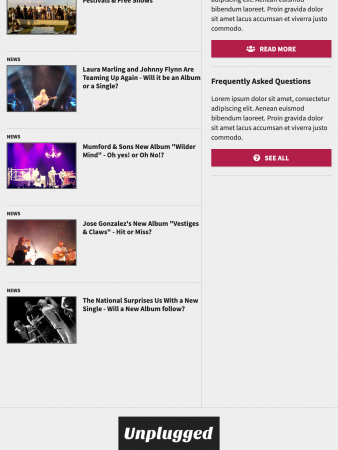 Festivals & Free Shows
NEWS
Laura Marling and Johnny Flynn Are
Teaming Up Again - Will it be an Album
or a Single?
NEWS
Mumford & Sons New Album "Wilder
Mind" - Oh yes! or Oh No!?
NEWS
Jose Gonzalez's New Album "Vestiges
& Claws" - Hit or Miss?
NEWS
The National Surprises Us With a New
Single - Will a New Album follow?
adipiscing elit. Aenean euismod
bibendum laoreet. Proin gravida dolor
sit amet lacus accumsan et viverra justo
commodo.
READ MORE
Frequently Asked Questions
Lorem ipsum dolor sit amet, consectetur
adipiscing elit. Aenean euismod
bibendum laoreet. Proin gravida dolor
sit amet lacus accumsan et viverra justo
commodo.
SEE ALL
Unplugged